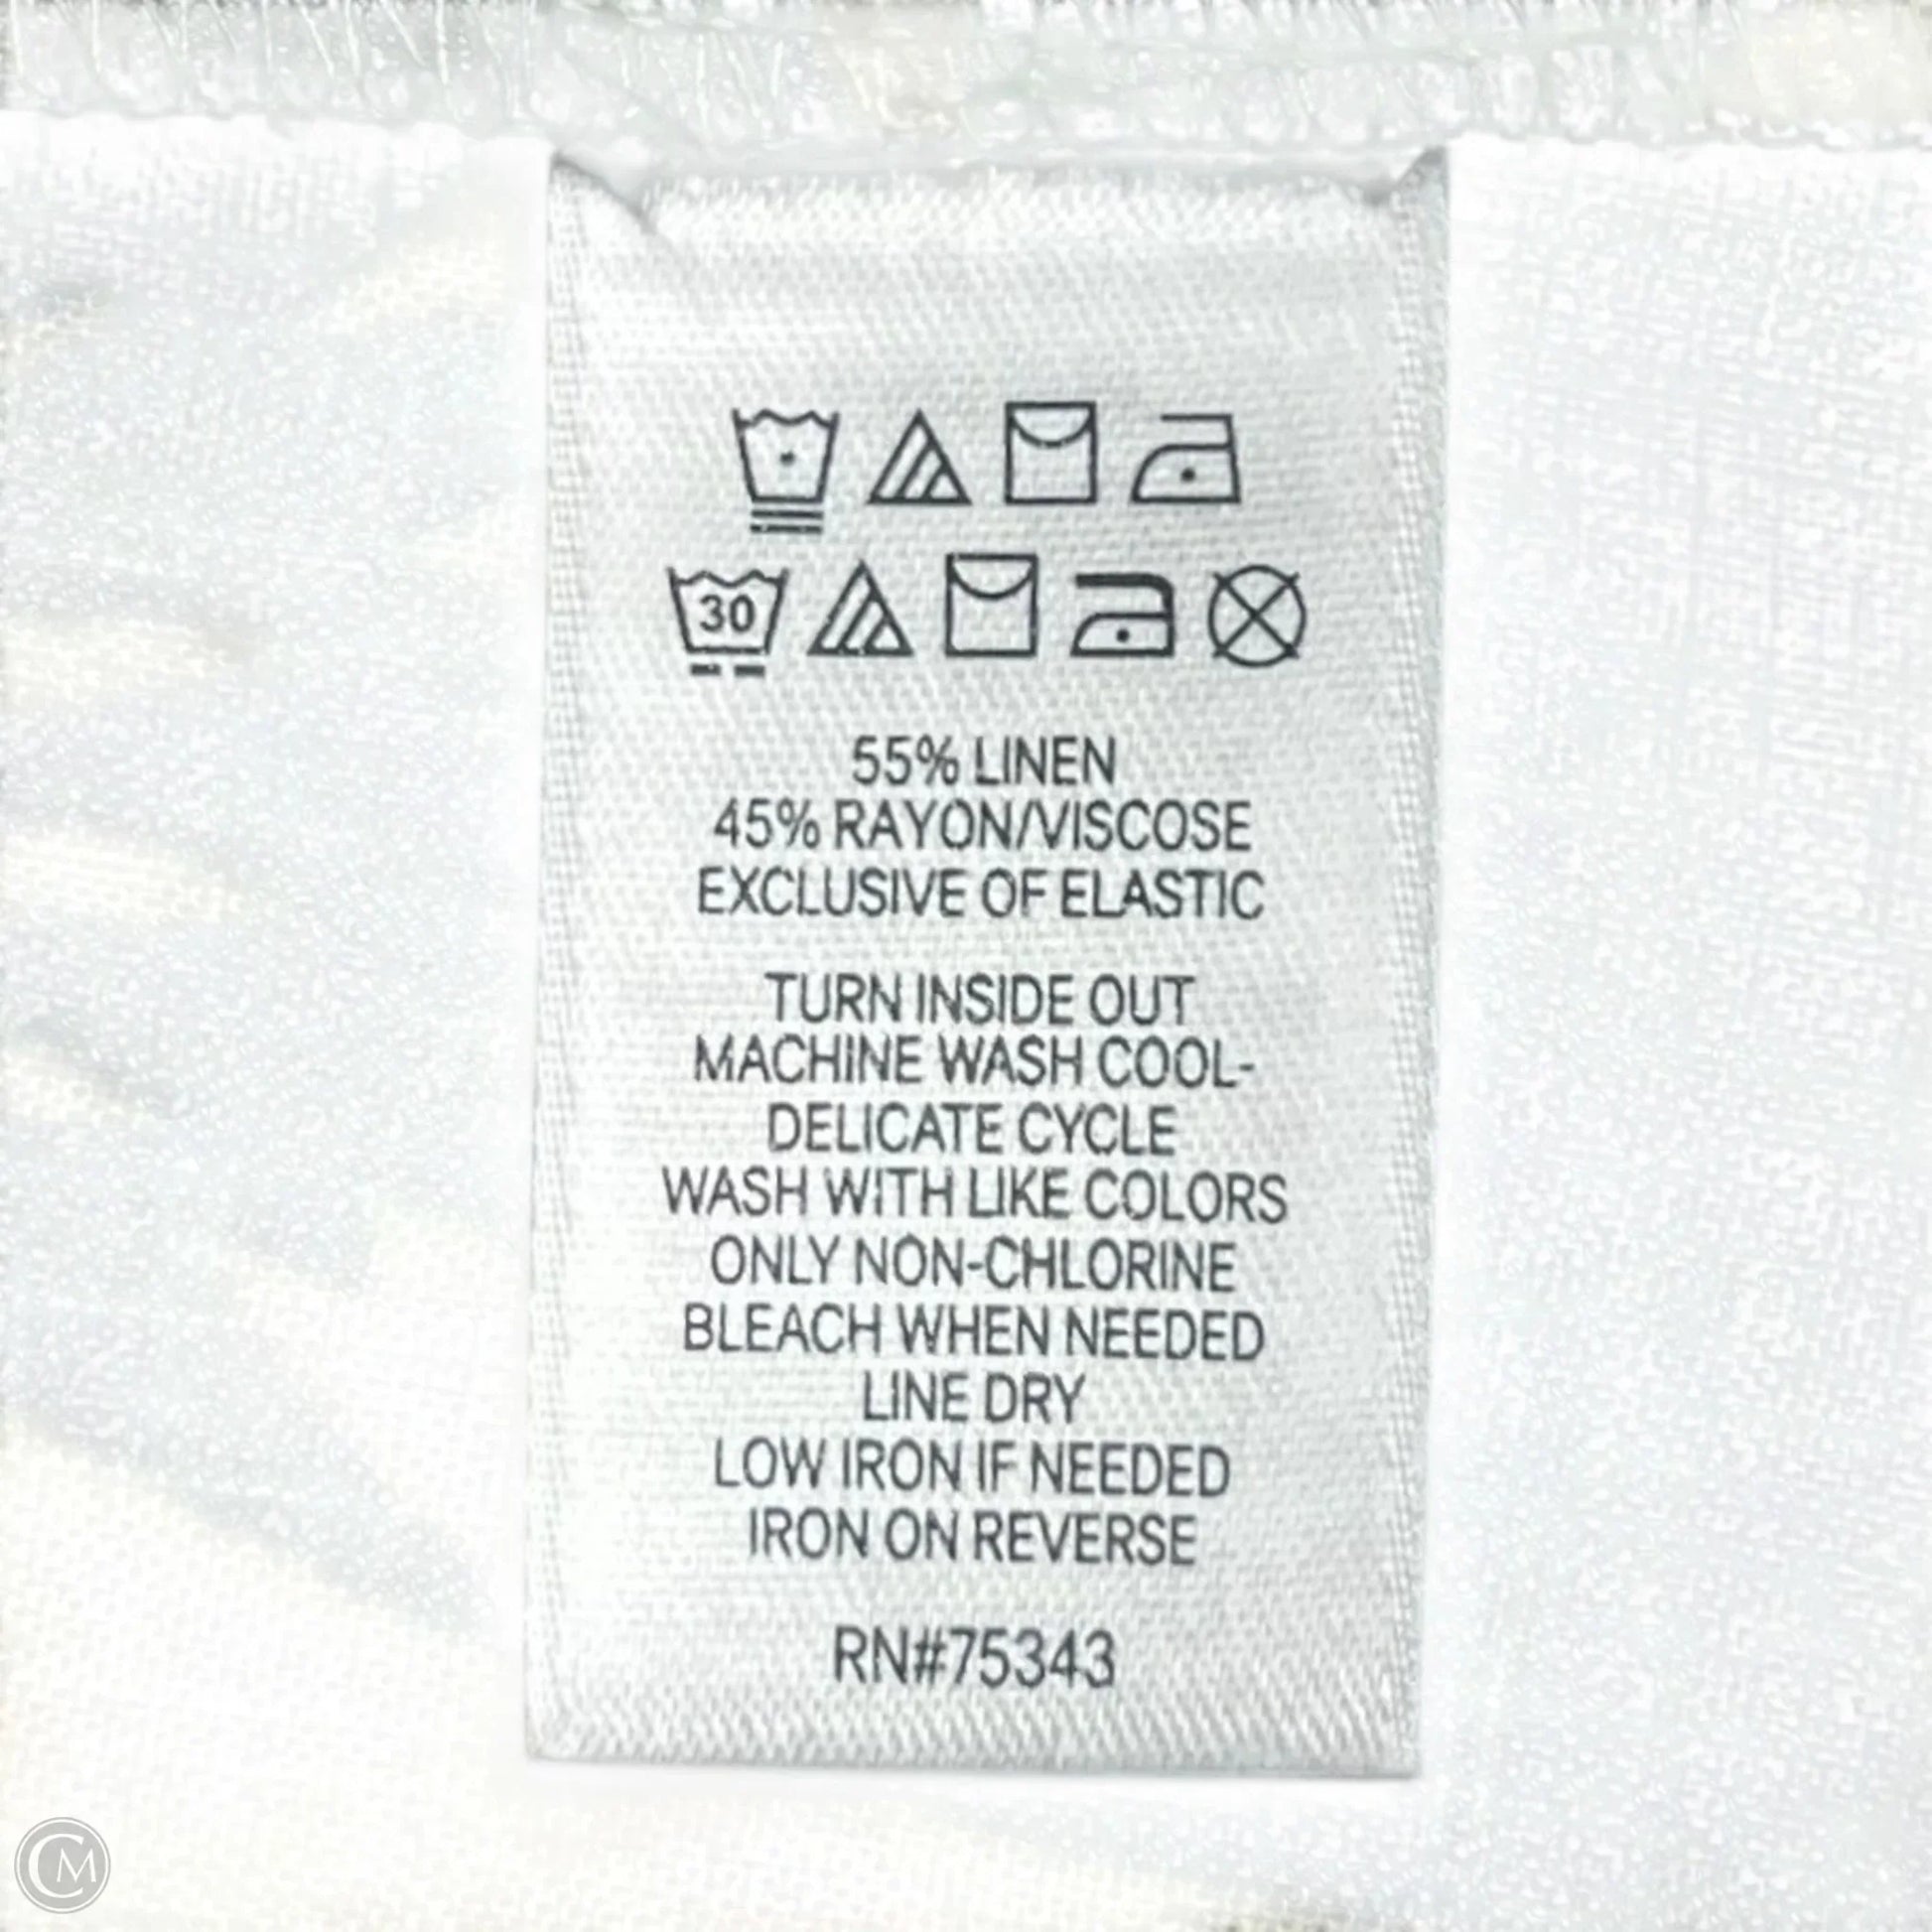 30
55% LINEN
45% RAYON/VISCOSE
EXCLUSIVE OF ELASTIC
TURN INSIDE OUT
MACHINE WASH COOL-
DELICATE CYCLE
WASH WITH LIKE COLORS
ONLY NON-CHLORINE
BLEACH WHEN NEEDED
LINE DRY
LOW IRON IF NEEDED
IRON ON REVERSE
RN#75343
CM